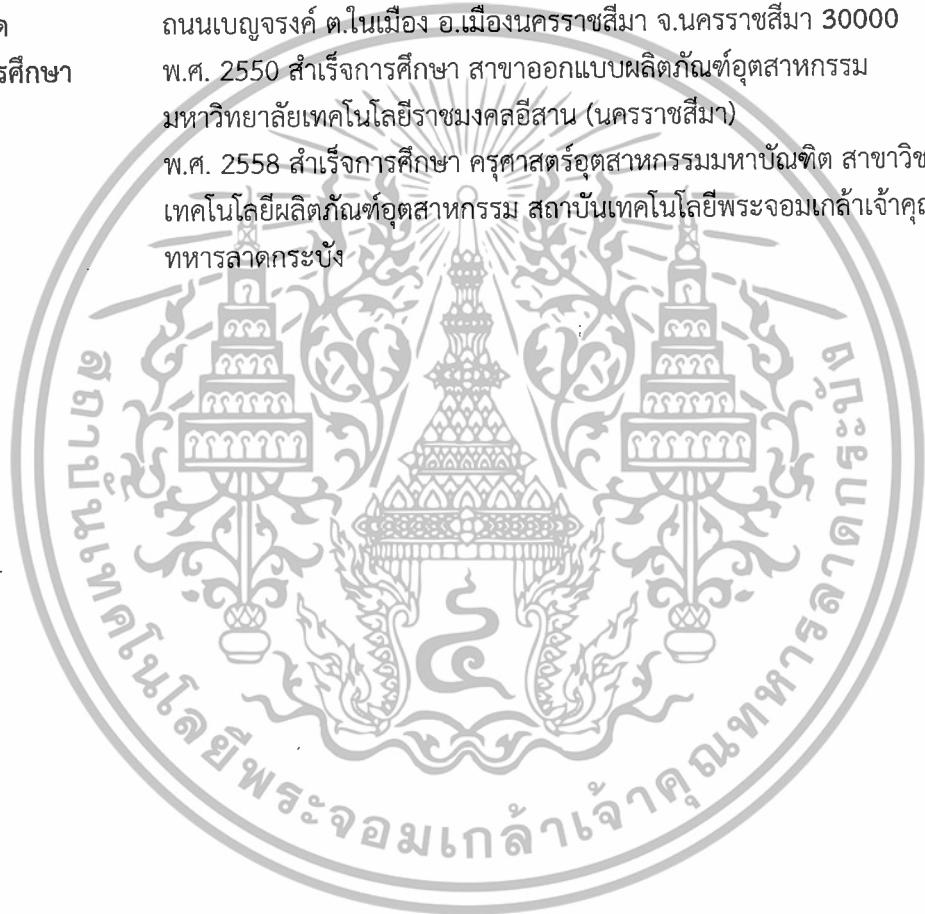 ถนนเบญจรงค์ ต.ในเมือง อ.เมืองนครราชสีมา จ.นครราชสีมา 30000
พ.ศ. 2550 สำเร็จการศึกษา สาขาออกแบบผลิตภัณฑ์อุตสาหกรรม
มหาวิทยาลัยเทคโนโลยีราชมงคลอีสาน (นครราชสีมา)
พ.ศ. 2558 สำเร็จการศึกษา ครุศาสตร์อุตสาหกรรมมหาบัณฑิต
เทคโนโลยีผลิตภัณฑ์อุตสาหกรรม สถาบันเทคโนโลยีพระจอมเกล้าเจ้าคุณ
ทหารลาดกระบัง
สถาบันเทคโนโลยีพระจอมเกล้าเจ้าคุณทหารลาดกระบัง
๔